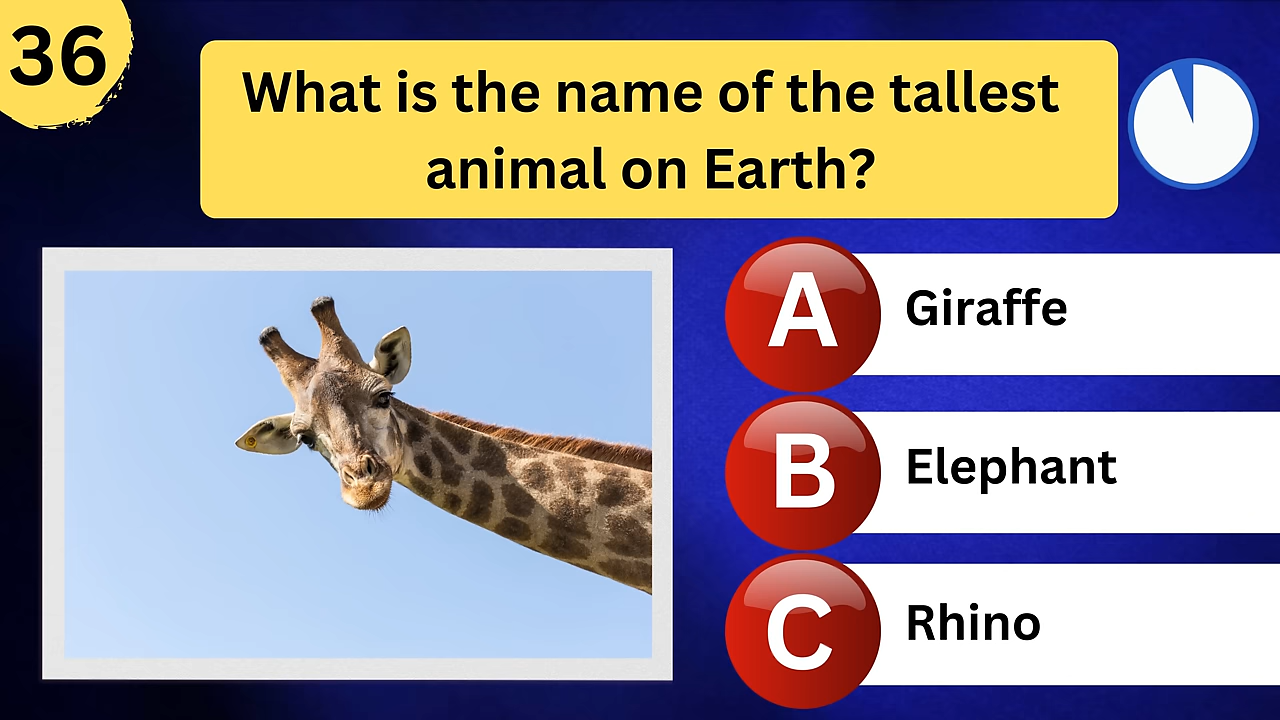 36
What is the name of the tallest
animal on Earth?
A Giraffe
B Elephant
C Rhino